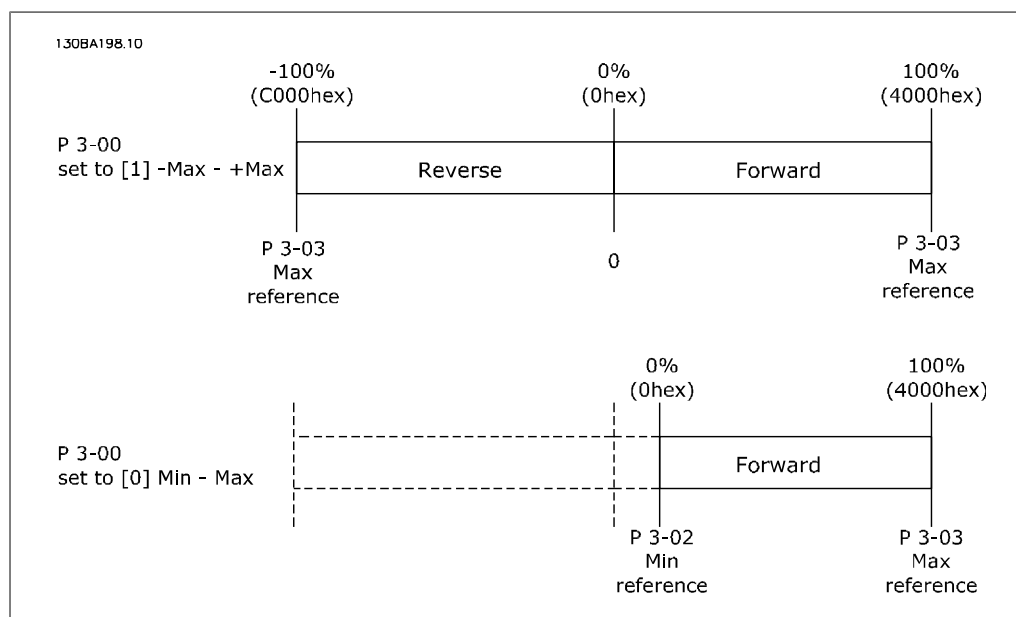 130BA198.10
-100%
(C000hex)
0%
(0hex)
100%
(4000hex)
P 3-00
set to [1] -Max - +Max
Reverse
Forward
P 3-03
Max
reference
0
P 3-03
Max
reference
0%
(0hex)
100%
(4000hex)
P 3-00
set to [0] Min - Max
Forward
P 3-02
Min
reference
P 3-03
Max
reference